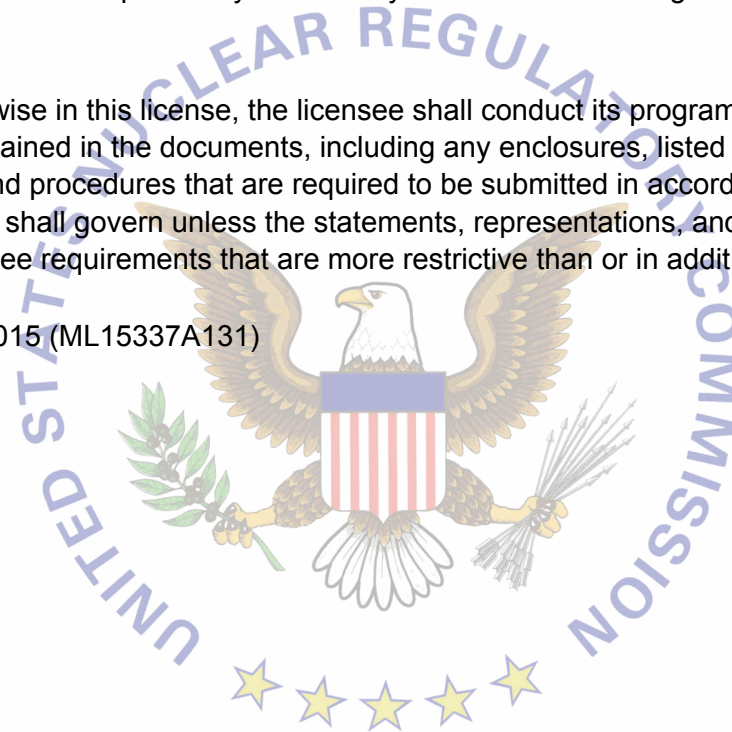 UNITED STATES NUCLEAR REGULATORY COMMISSION
wise in this license, the licensee shall conduct its program
ained in the documents, including any enclosures, listed
nd procedures that are required to be submitted in accord
shall govern unless the statements, representations, and
ee requirements that are more restrictive than or in addit
015 (ML15337A131)